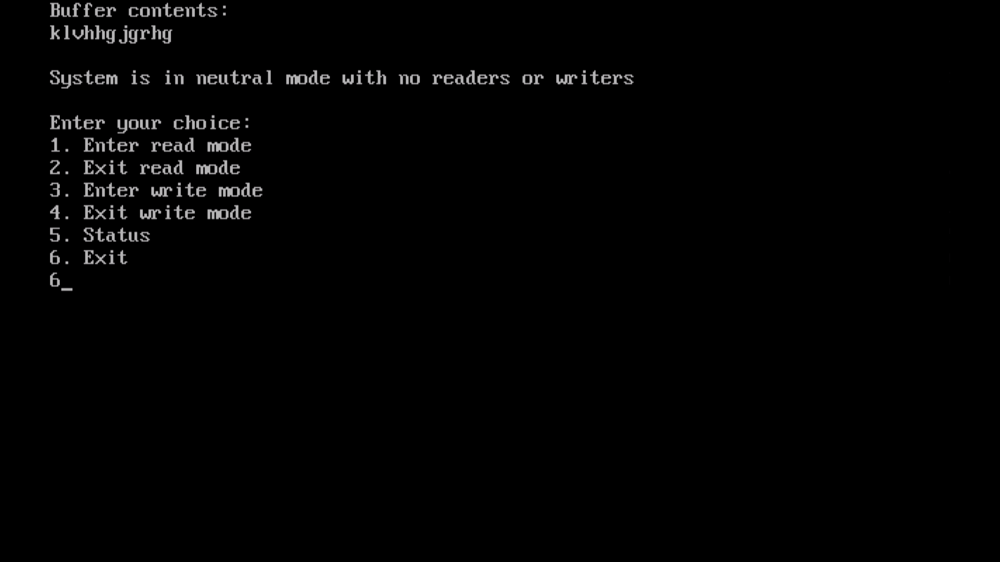 Buffer contents:
klvhhgjgrhg
System is in neutral mode with no readers or writers
Enter your choice:
1. Enter read mode
2. Exit read mode
3. Enter write mode
4. Exit write mode
5. Status
6. Exit
6_